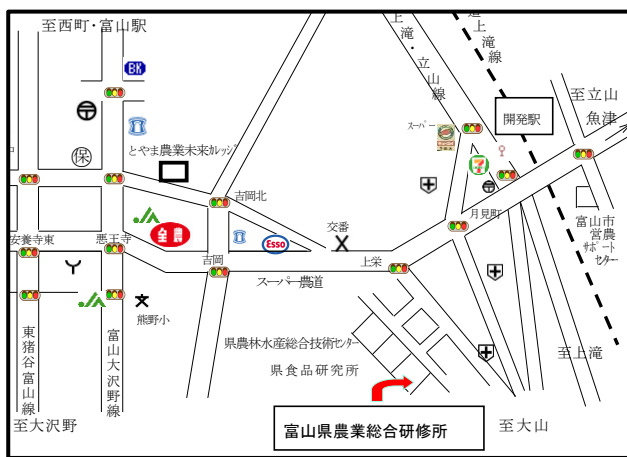 至西町・富山駅
BK
上滝・立山線
道上滝線
開発駅
至立山
魚津
スーパー
とやま農業未来カレッジ
保
7
吉岡北
月見町
富山市
営農
サポート
センター
全農
Esso
交番
安養寺東
悪王寺
吉岡
上栄
スーパー農道
熊野小
県農林水産総合技術センター
県食品研究所
東猪谷富山線
富山大沢野線
至上滝
至大沢野
富山県農業総合研修所
至大山